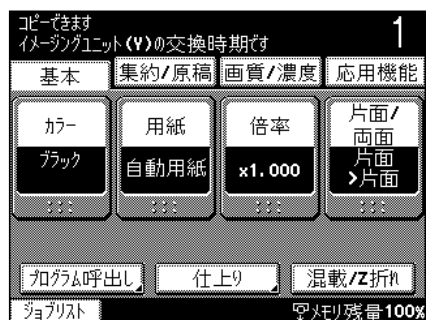 コピーできます
イメージングユニット(Y)の交換時期です
1
基本 集約/原稿 画質/濃度 応用機能
カラー 用紙 倍率 片面/両面
ブラック 自動用紙 x1.000 片面>片面
プログラム呼出し 仕上り 混載/Z折れ
ジョブリスト メモリ残量100%